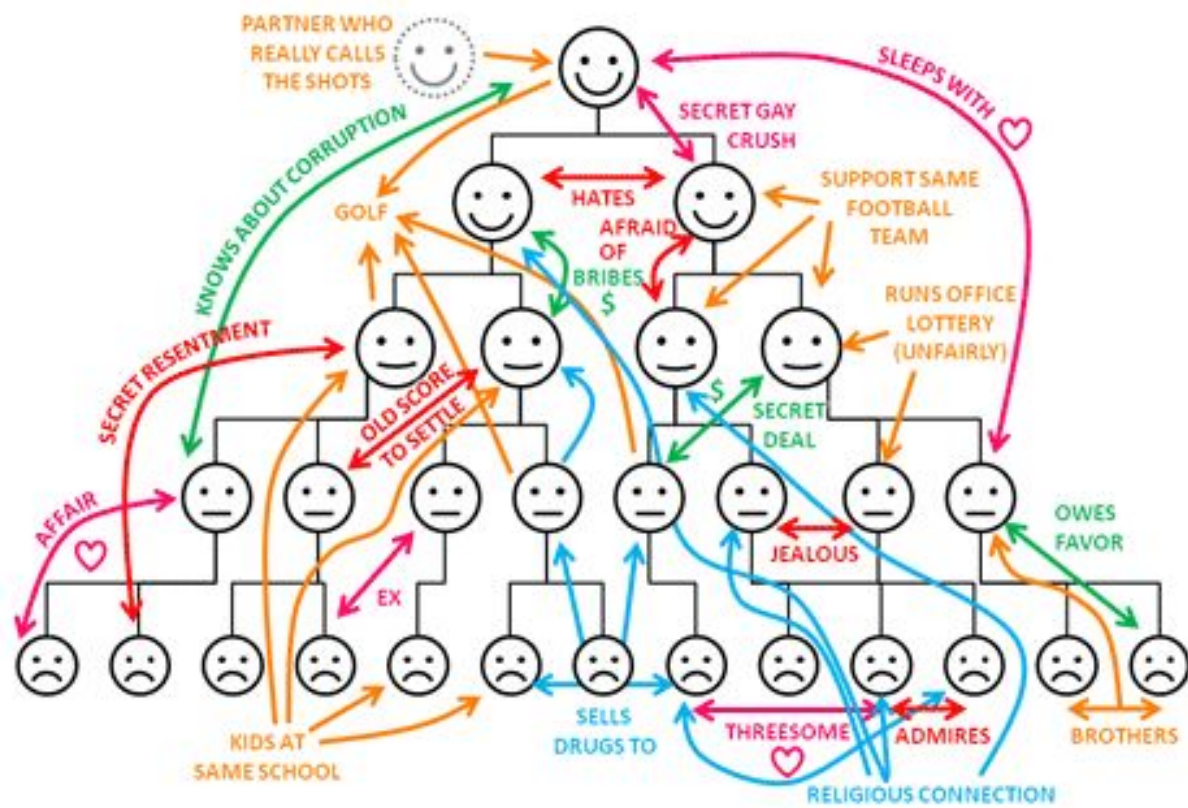 PARTNER WHO
REALLY CALLS
THE SHOTS
SLEEPS WITH
SECRET GAY
CRUSH
KNOWS ABOUT CORRUPTION
GOLF
HATES
SUPPORT SAME
FOOTBALL
TEAM
AFRAID
OF
BRIBES
$
RUNS OFFICE
LOTTERY
(UNFAIRLY)
SECRET RESENTMENT
OLD SCORE
TO SETTLE
$
SECRET
DEAL
AFFAIR
JEALOUS
OWES
FAVOR
EX
KIDS AT
SAME SCHOOL
SELLS
DRUGS TO
THREESOME
ADMIRES
BROTHERS
RELIGIOUS CONNECTION